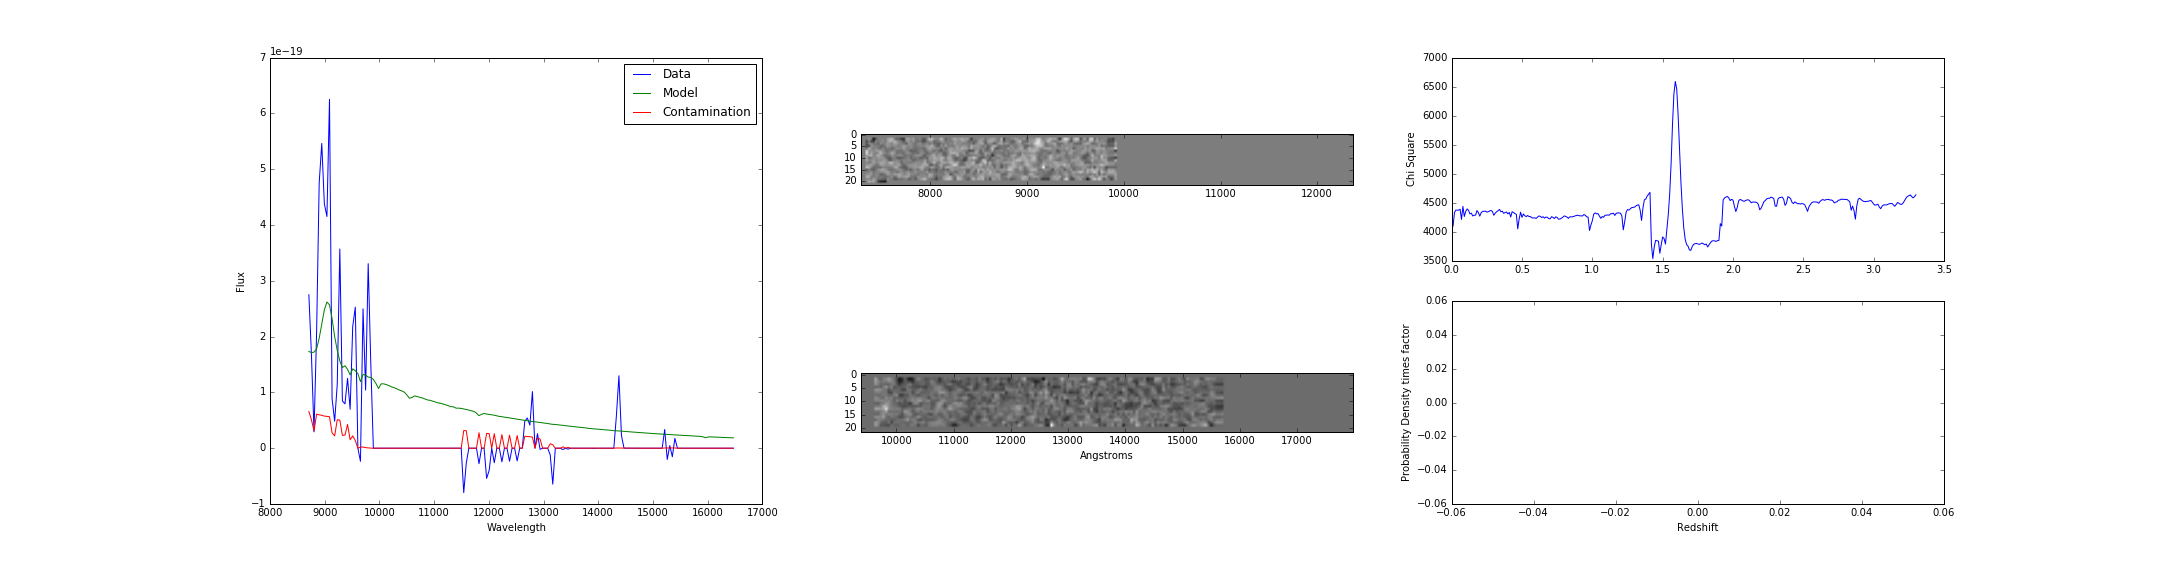 1e−19
7
6
5
4
3
2
1
0
−1
8000 9000 10000 11000 12000 13000 14000 15000 16000 17000
Wavelength
Flux
Data
Model
Contamination
0
5
10
15
20
8000 9000 10000 11000 12000
0
5
10
15
20
10000 11000 12000 13000 14000 15000 16000 17000
Angstroms
7000
6500
6000
5500
5000
4500
4000
3500
0.0 0.5 1.0 1.5 2.0 2.5 3.0 3.5
Chi Square
0.06
0.04
0.02
0.00
−0.02
−0.04
−0.06
−0.06 −0.04 −0.02 0.00 0.02 0.04 0.06
Redshift
Probability Density times factor